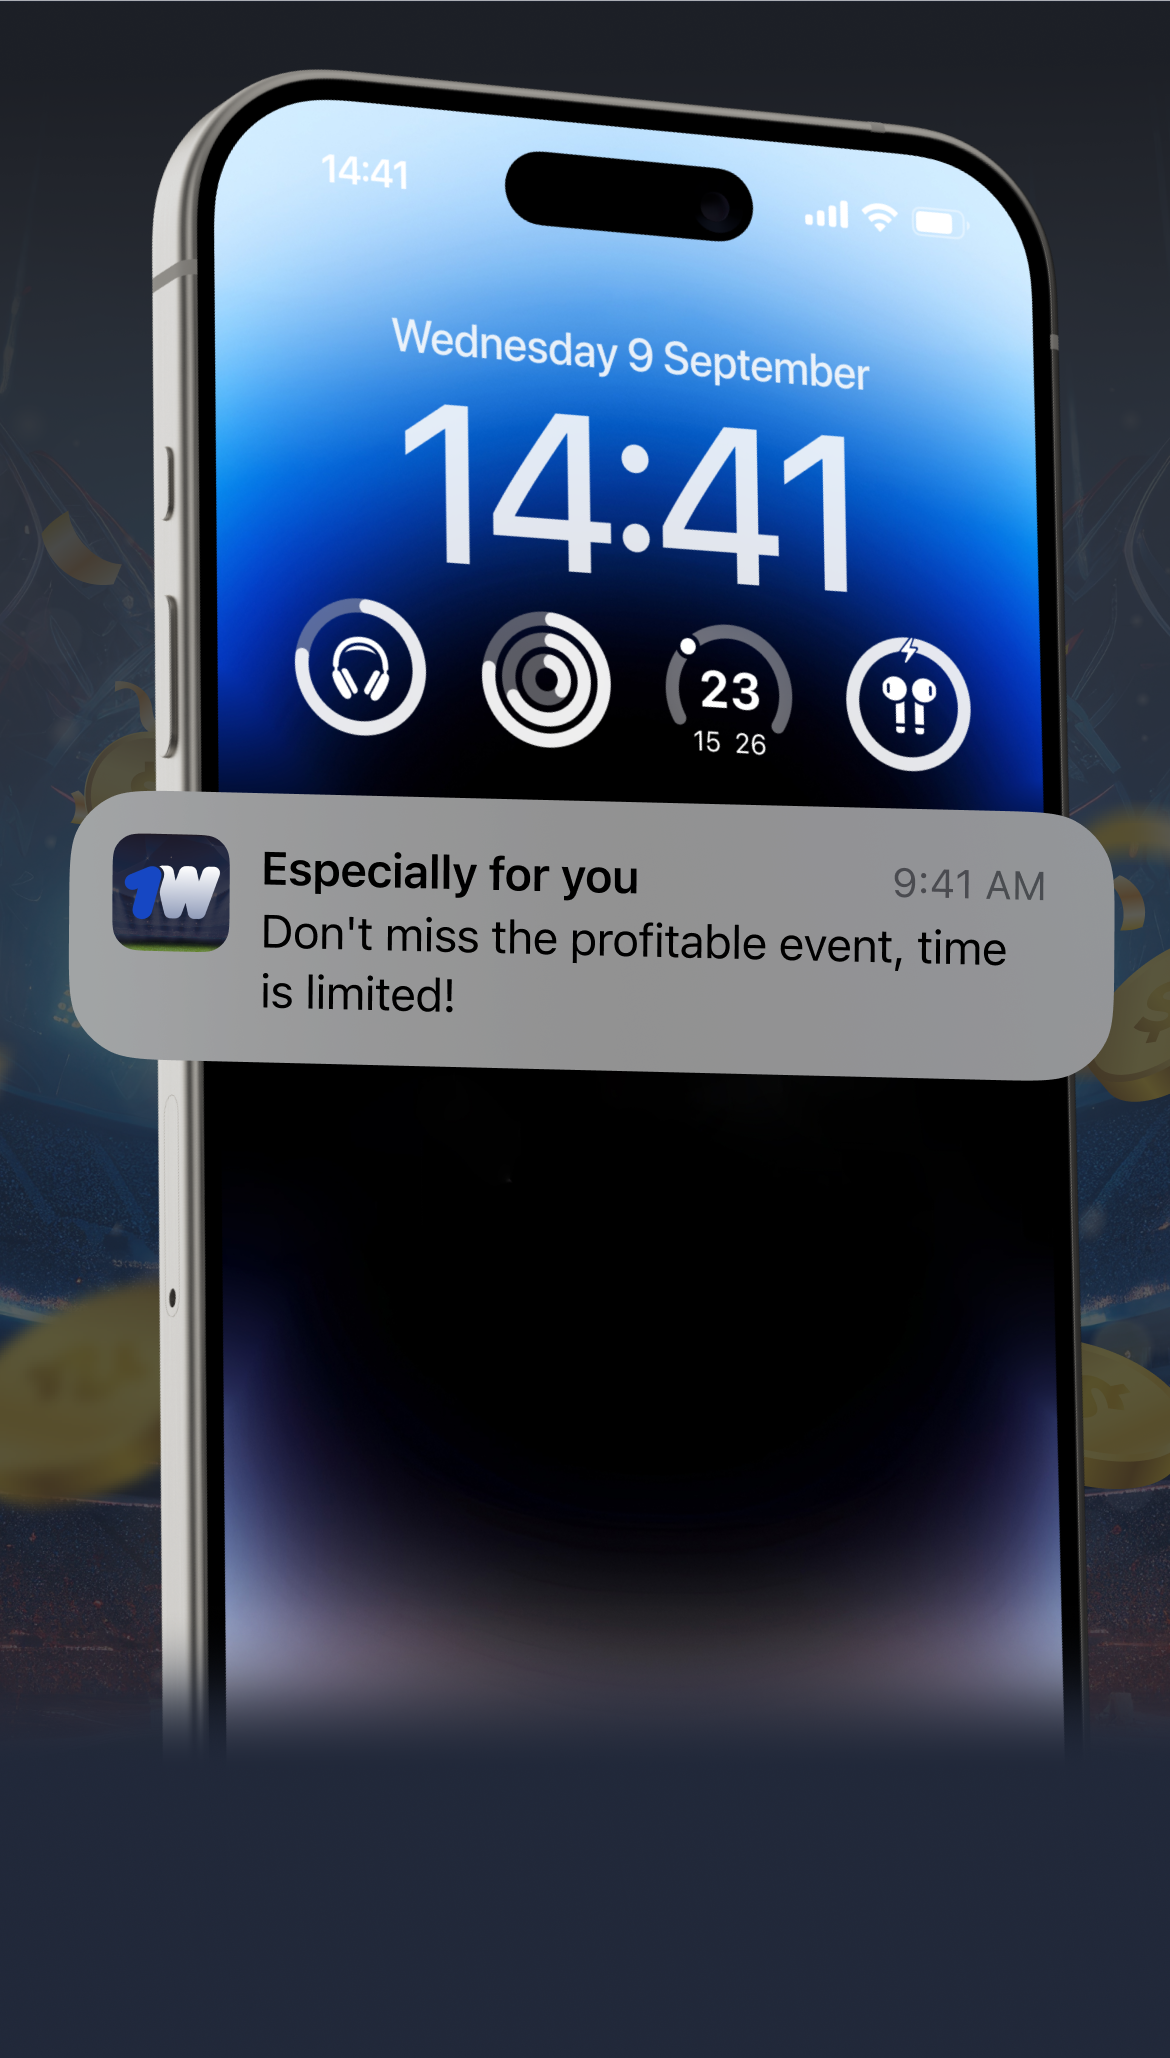 14:41
Wednesday 9 September
14:41
23
15 26
1W
Especially for you
9:41 AM
Don't miss the profitable event, time
is limited!